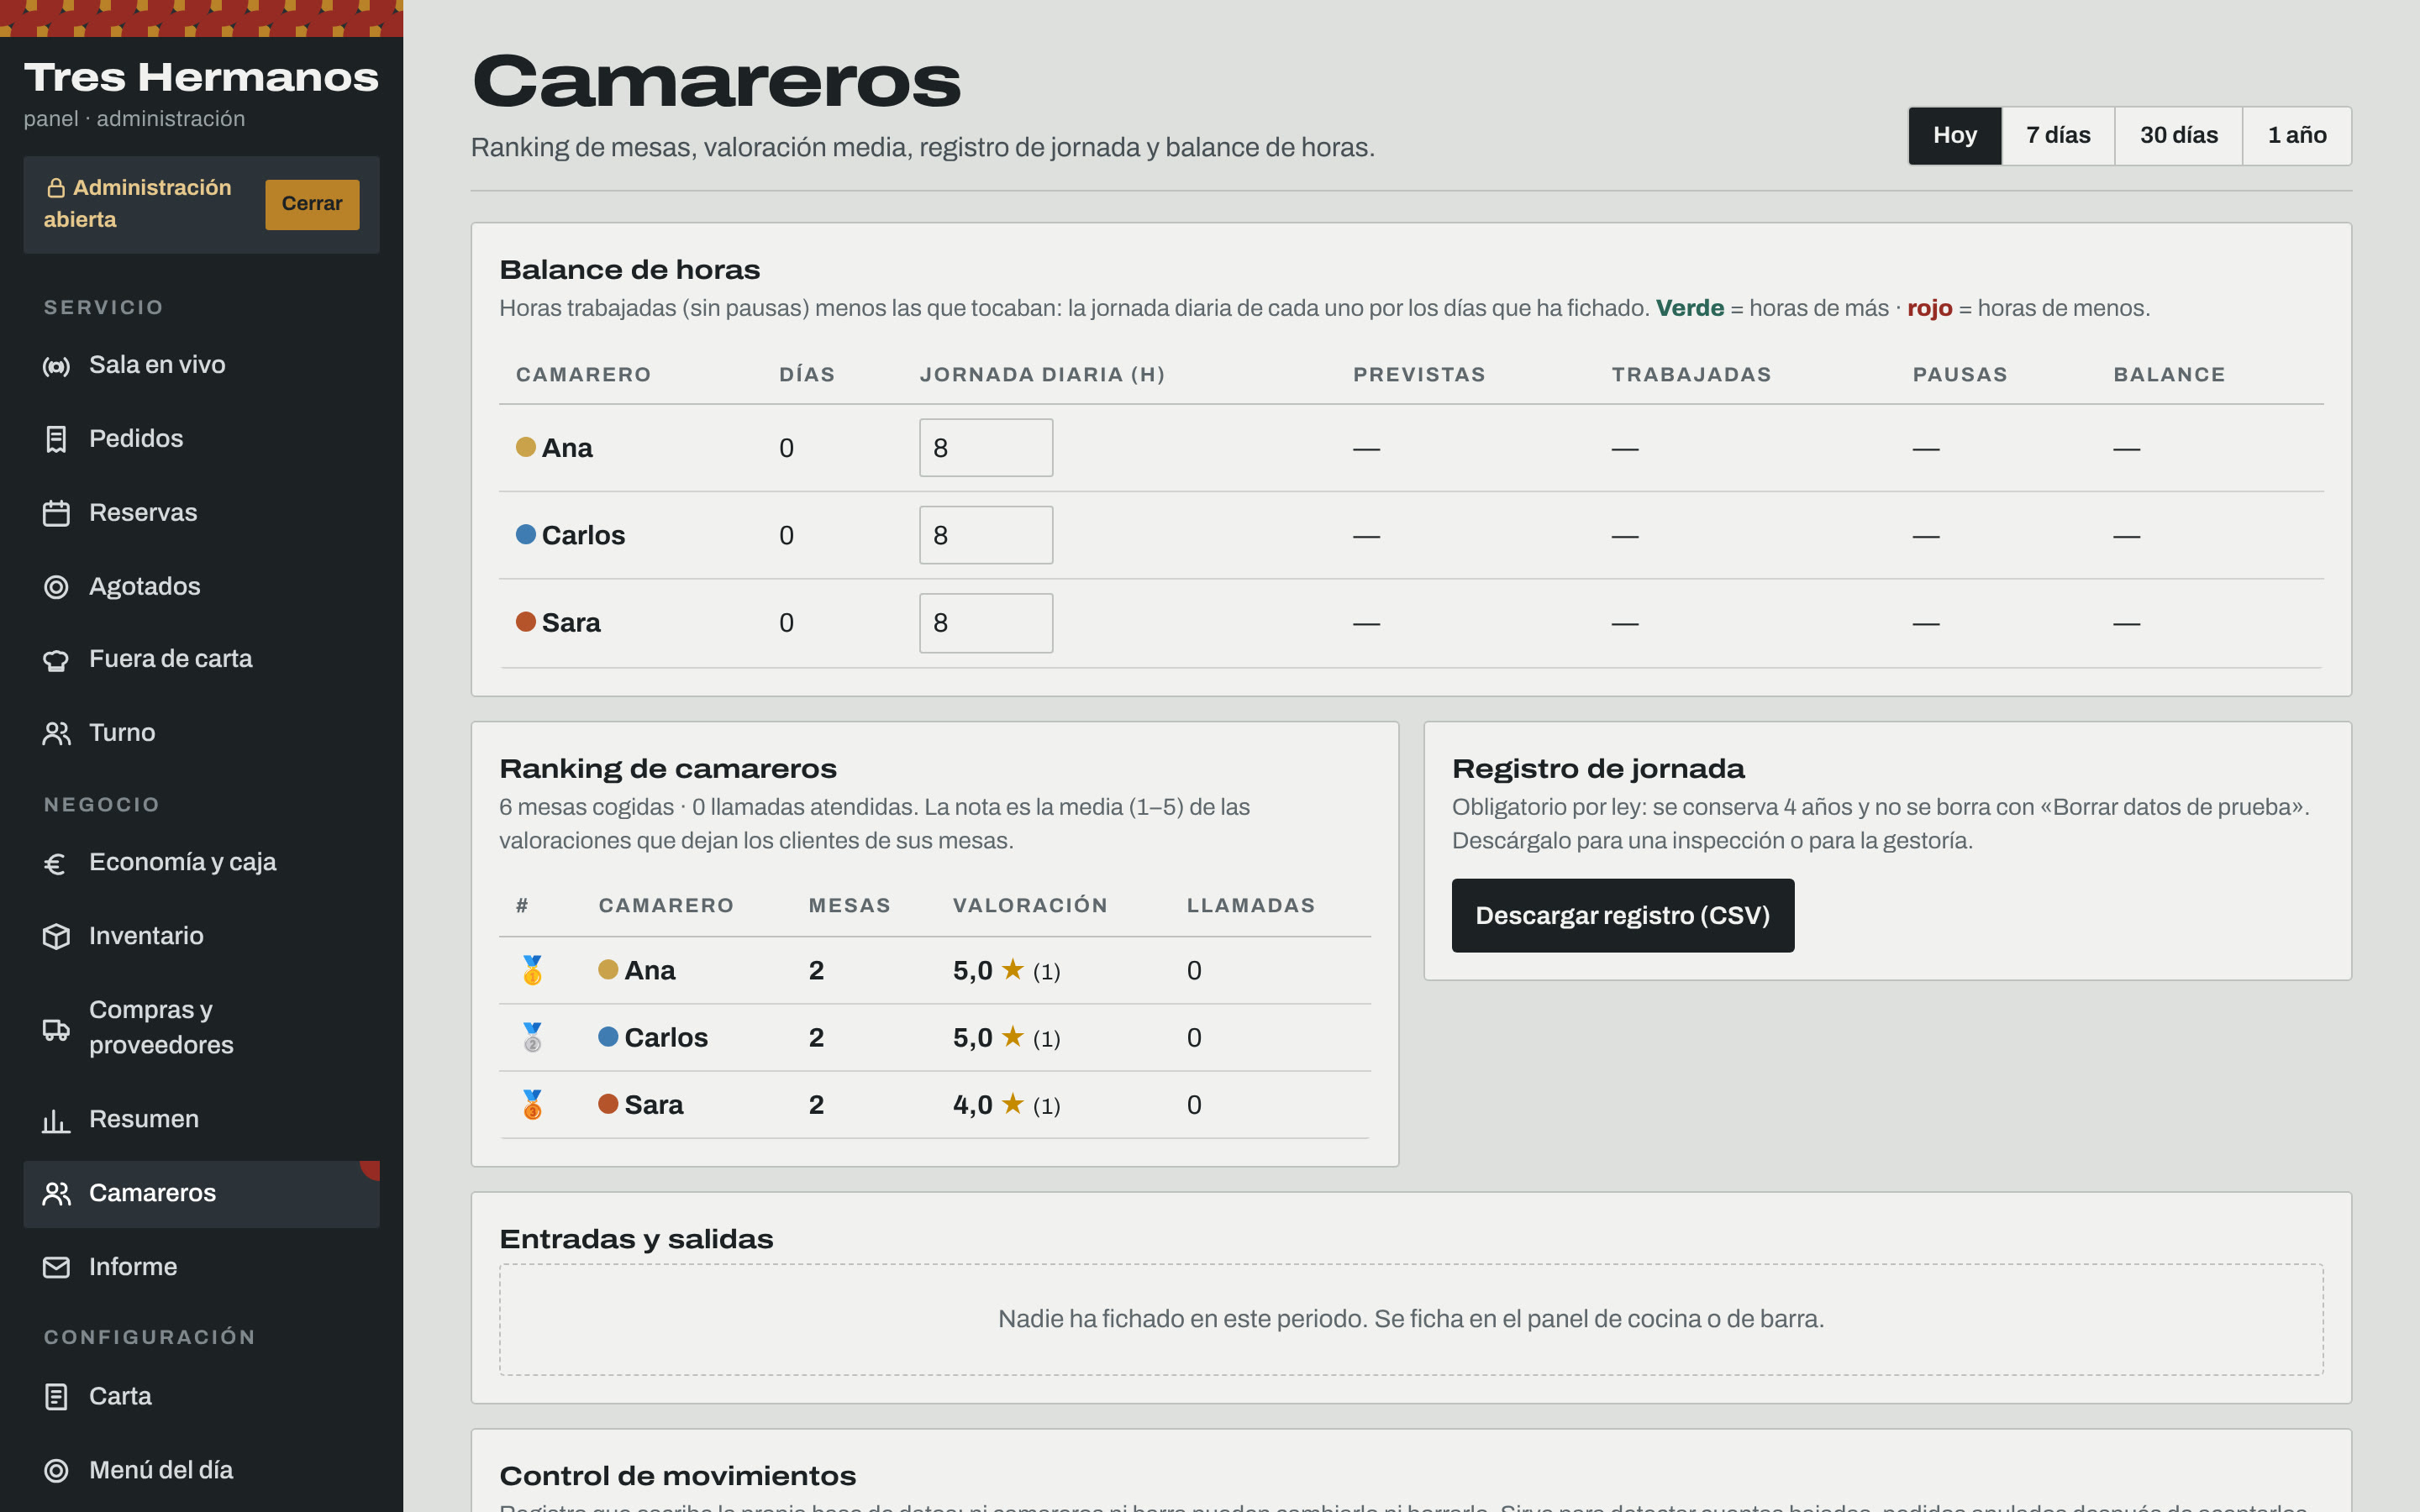 Tres Hermanos
panel · administración
Administración
abierta
Cerrar
SERVICIO
Sala en vivo
Pedidos
Reservas
Agotados
Fuera de carta
Turno
NEGOCIO
Economía y caja
Inventario
Compras y
proveedores
Resumen
Camareros
Informe
CONFIGURACIÓN
Carta
Menú del día
Camareros
Ranking de mesas, valoración media, registro de jornada y balance de horas.
Hoy 7 días 30 días 1 año
Balance de horas
Horas trabajadas (sin pausas) menos las que tocaban: la jornada diaria de cada uno por los días que ha fichado. Verde = horas de más · rojo = horas de menos.
CAMARERO DÍAS JORNADA DIARIA (H) PREVISTAS TRABAJADAS PAUSAS BALANCE
Ana 0 8 — — — —
Carlos 0 8 — — — —
Sara 0 8 — — — —
Ranking de camareros
6 mesas cogidas · 0 llamadas atendidas. La nota es la media (1–5) de las
valoraciones que dejan los clientes de sus mesas.
# CAMARERO MESAS VALORACIÓN LLAMADAS
🥇 Ana 2 5,0 ★ (1) 0
🥈 Carlos 2 5,0 ★ (1) 0
🥉 Sara 2 4,0 ★ (1) 0
Registro de jornada
Obligatorio por ley: se conserva 4 años y no se borra con «Borrar datos de prueba».
Descárgalo para una inspección o para la gestoría.
Descargar registro (CSV)
Entradas y salidas
Nadie ha fichado en este periodo. Se ficha en el panel de cocina o de barra.
Control de movimientos